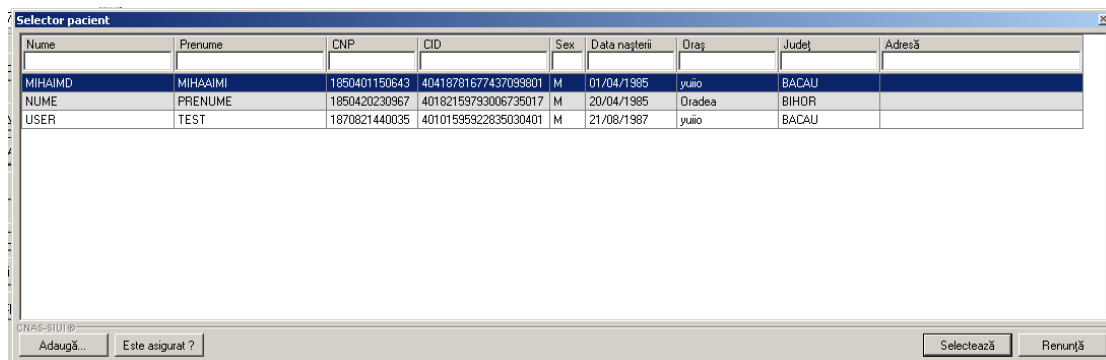 Selector pacient
Nume Prenume CNP CID Sex Data naşterii Oraş Judeţ Adresă
MIHAIMD MIHAAIMI 1850401150643 40418781677437099801 M 01/04/1985 yuiio BACAU
NUME PRENUME 1850420230967 40182159793006735017 M 20/04/1985 Oradea BIHOR
USER TEST 1870821440035 40101595922835030401 M 21/08/1987 yuiio BACAU
CNAS-SIUI ®
Adaugă... Este asigurat ? Selectează Renunţă